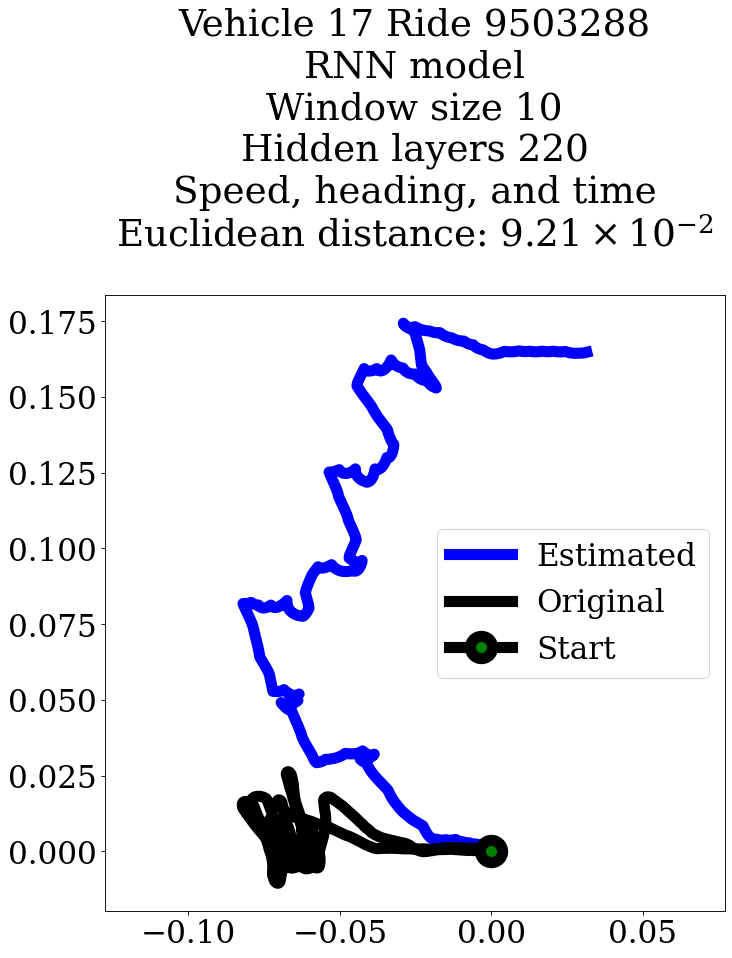 Vehicle 17 Ride 9503288
RNN model
Window size 10
Hidden layers 220
Speed, heading, and time
Euclidean distance: 9.21 × 10⁻²
0.175
0.150
0.125
0.100
0.075
0.050
0.025
0.000
Estimated
Original
Start
−0.10 −0.05 0.00 0.05